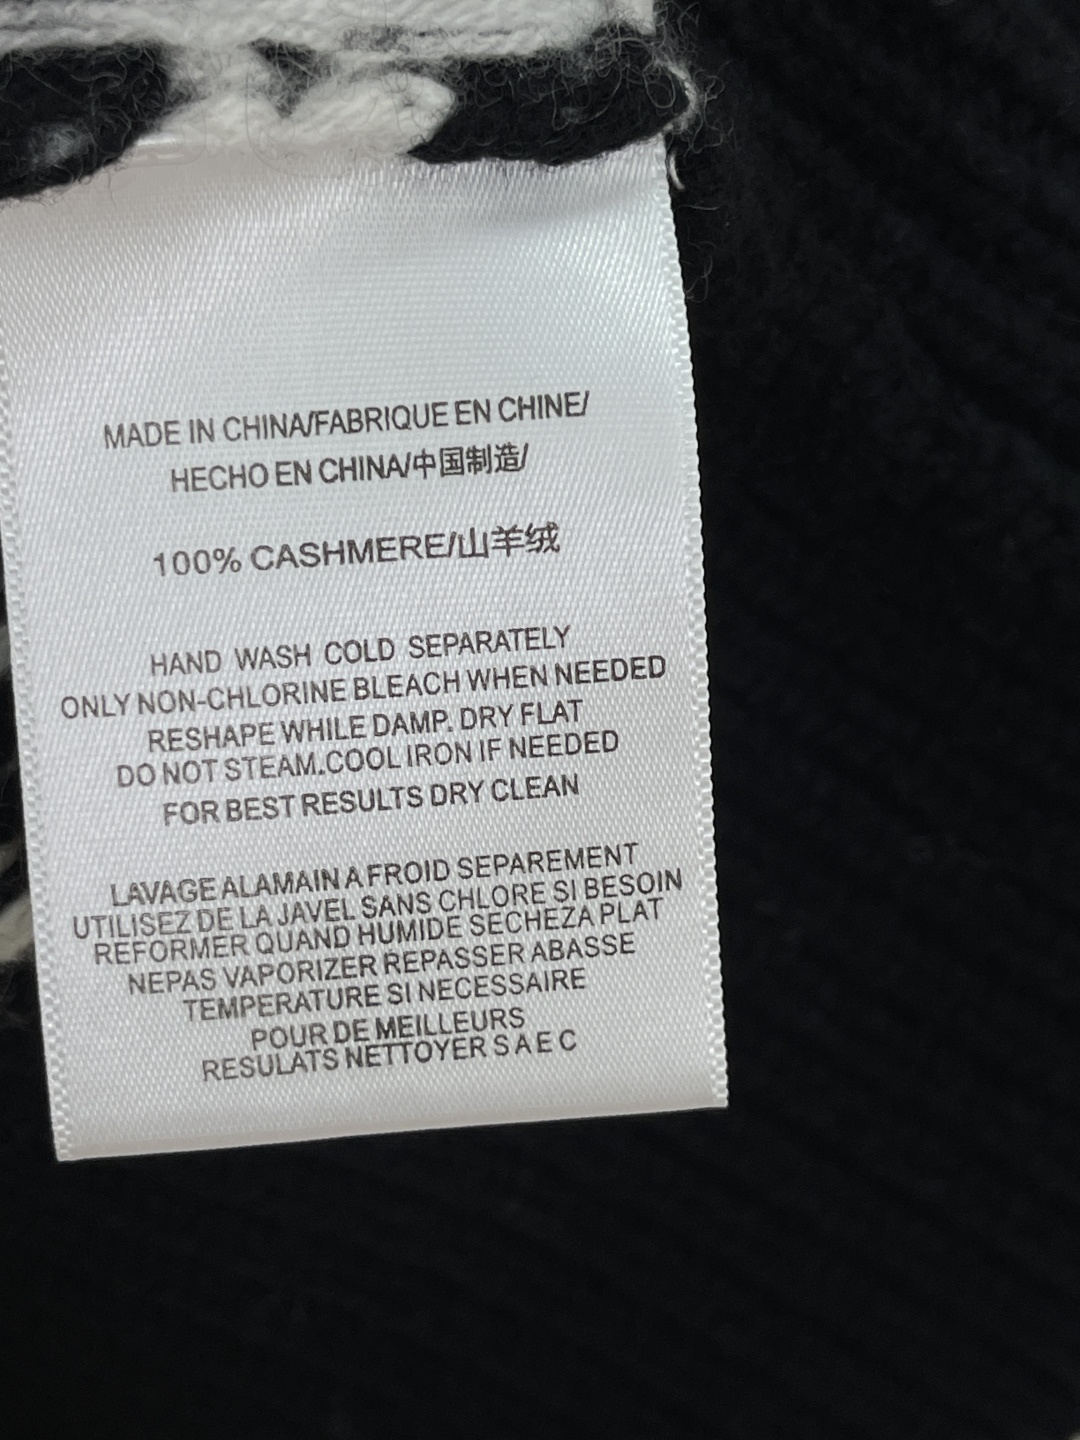 MADE IN CHINA/FABRIQUE EN CHINE/
HECHO EN CHINA/中国制造/
100% CASHMERE/山羊绒
HAND WASH COLD SEPARATELY
ONLY NON-CHLORINE BLEACH WHEN NEEDED
RESHAPE WHILE DAMP. DRY FLAT
DO NOT STEAM.COOL IRON IF NEEDED
FOR BEST RESULTS DRY CLEAN
LAVAGE ALAMAIN A FROID SEPAREMENT
UTILISEZ DE LA JAVEL SANS CHLORE SI BESOIN
REFORMER QUAND HUMIDE SECHEZ A PLAT
NEPAS VAPORIZER REPASSER ABASSE
TEMPERATURE SI NECESSAIRE
POUR DE MEILLEURS
RESULATS NETTOYER S A E C